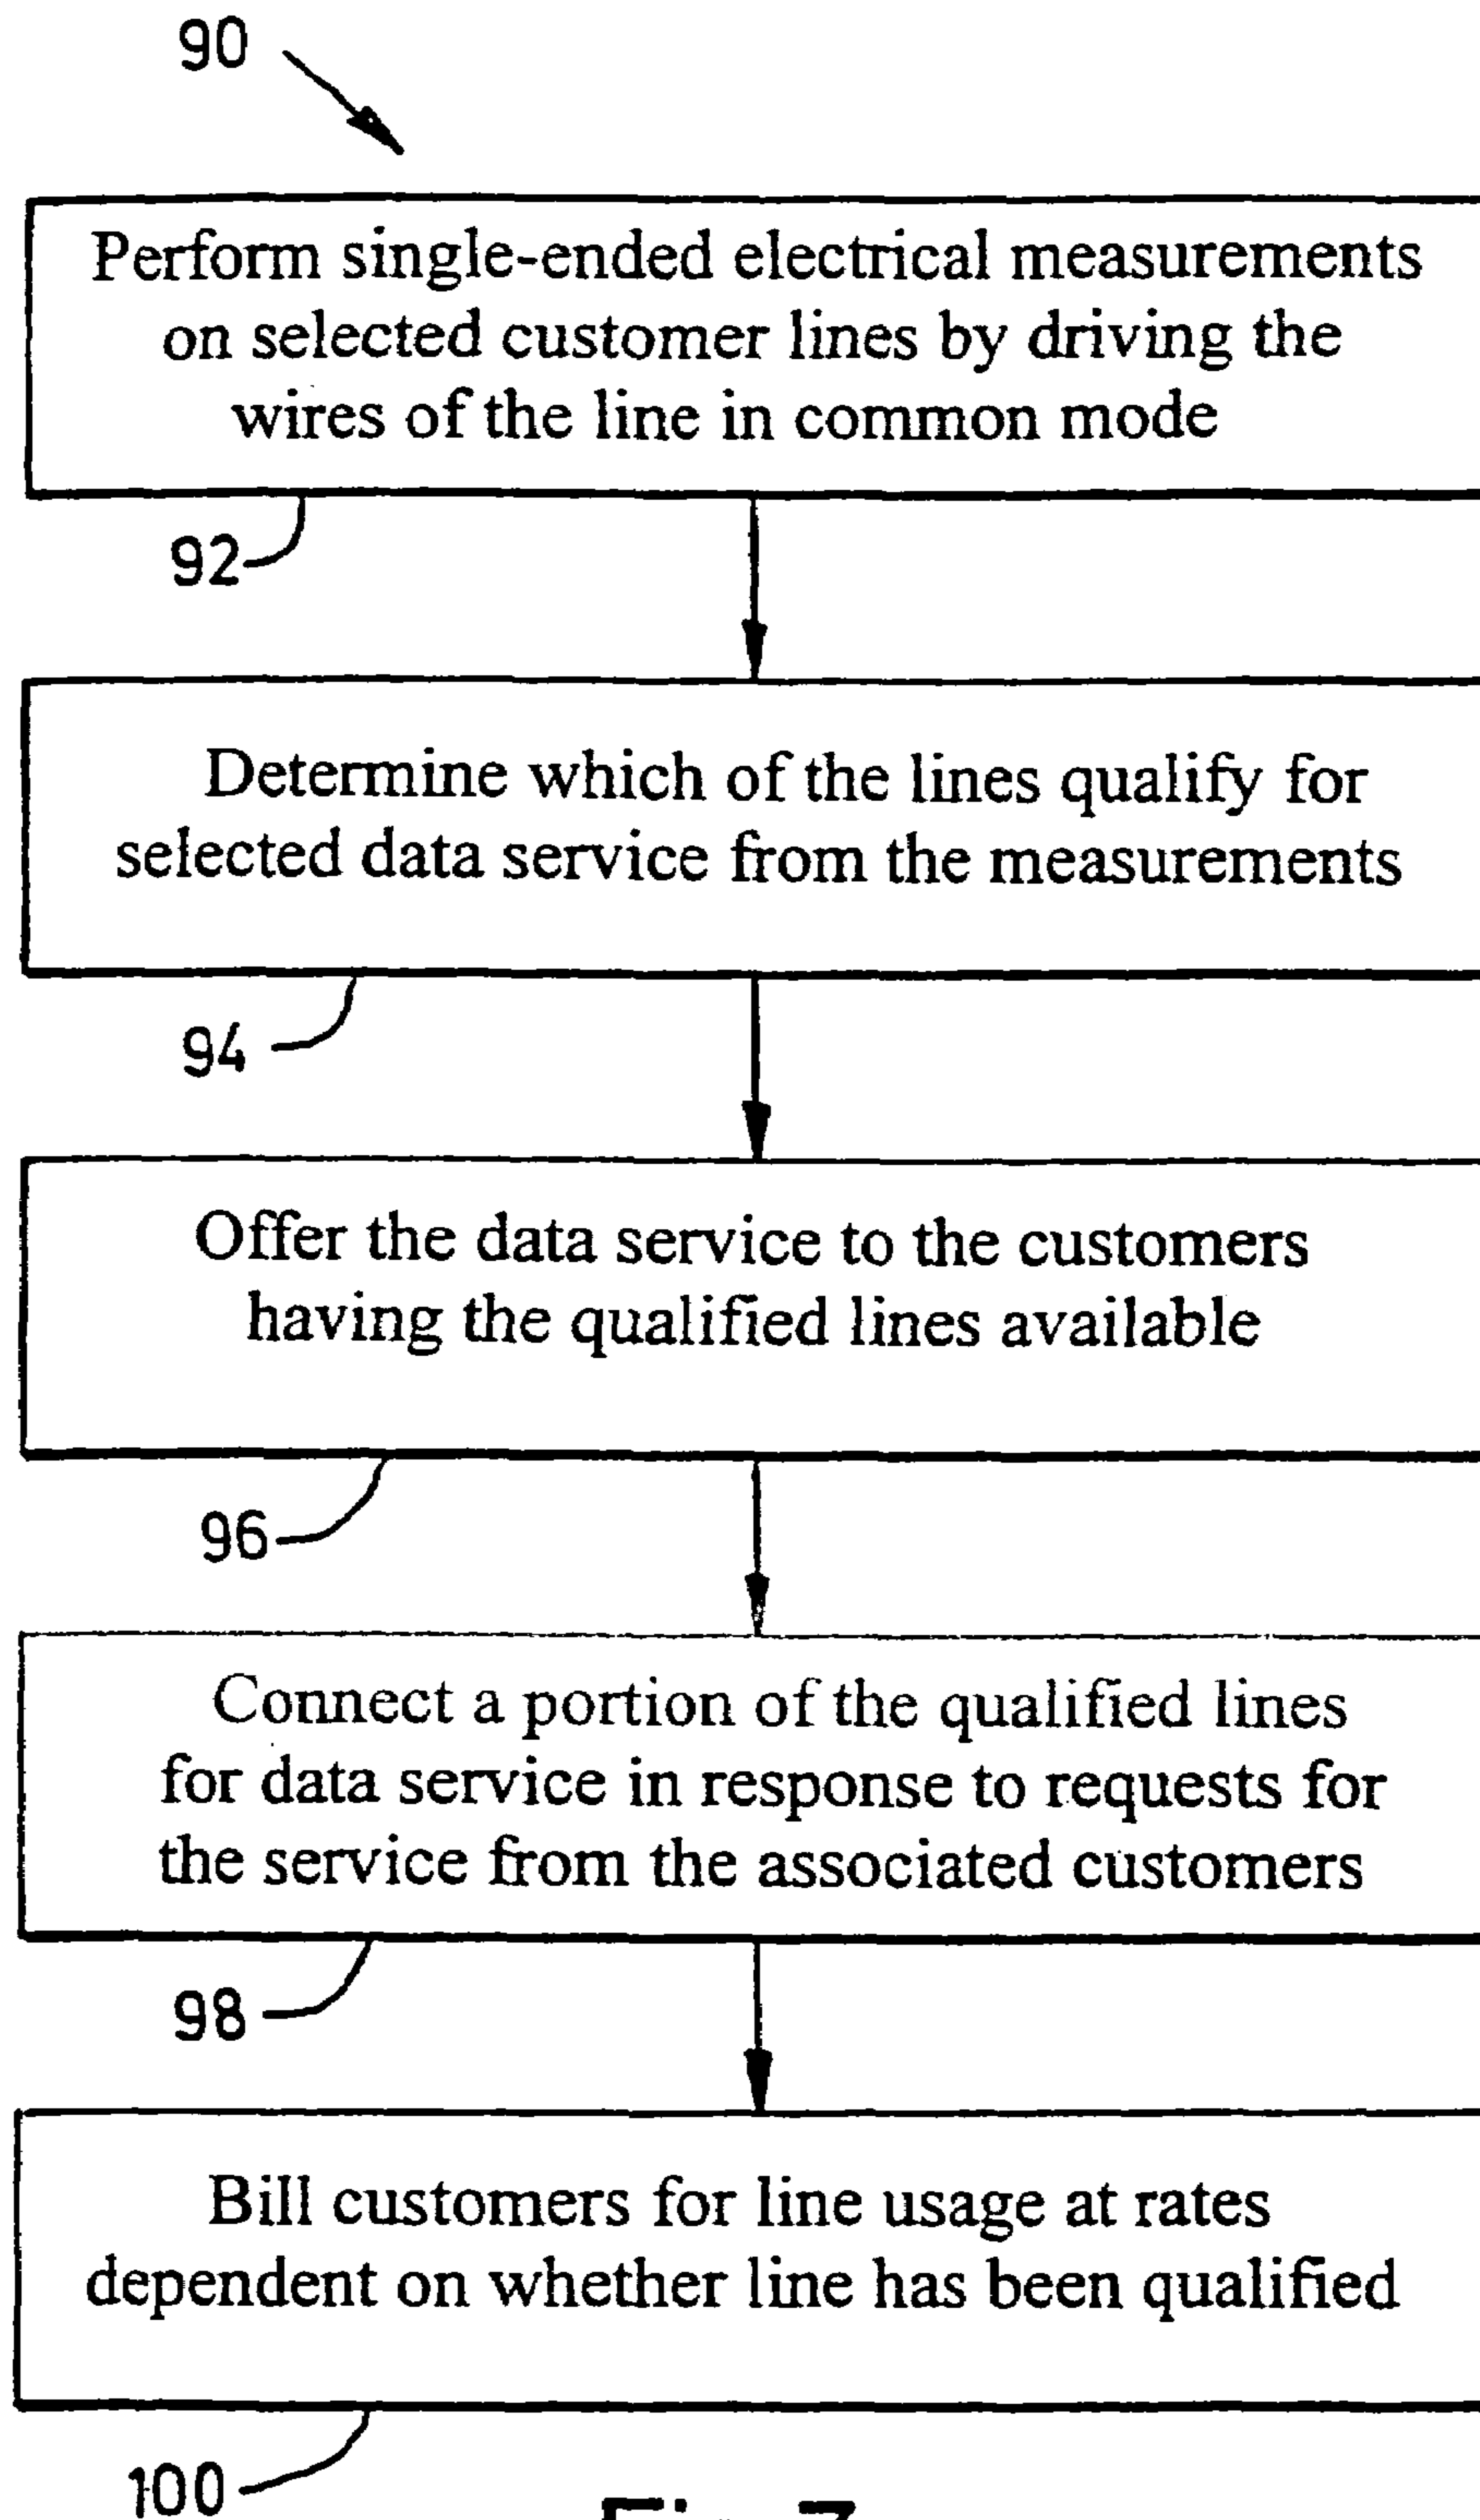 90
Perform single-ended electrical measurements
on selected customer lines by driving the
wires of the line in common mode
92
Determine which of the lines qualify for
selected data service from the measurements
94
Offer the data service to the customers
having the qualified lines available
96
Connect a portion of the qualified lines
for data service in response to requests for
the service from the associated customers
98
Bill customers for line usage at rates
dependent on whether line has been qualified
100